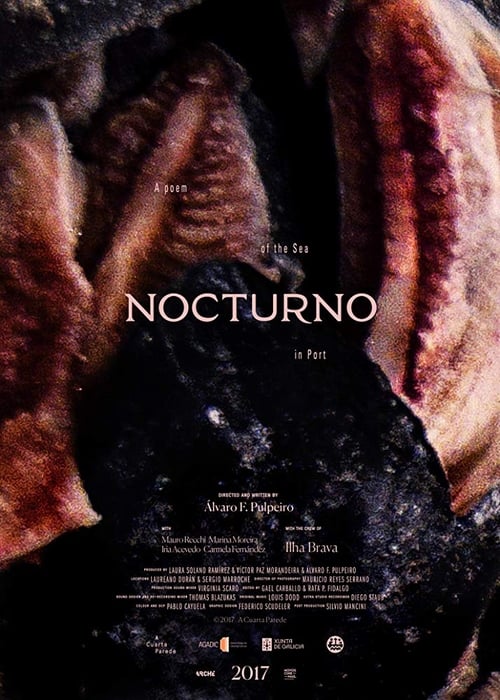 A poem
of the Sea
NOCTURNO
in Port
DIRECTED AND WRITTEN BY
Álvaro F. Pulpeiro
WITH
Mauro Recchi Marina Moreira
Iria Acevedo Carmela Fernández
WITH THE CREW OF
Ilha Brava
PRODUCED BY LAURA SOLANO RAMÍREZ & VÍCTOR PAZ MORANDEIRA & ÁLVARO F. PULPEIRO
LOCATIONS LAUREANO DURÁN & SERGIO MARROCHE DIRECTOR OF PHOTOGRAPHY MAURICIO REYES SERRANO
PRODUCTION SOUND MIXER VIRGINIA SCARO EDITED BY GAEL CARBALLO & RATA P. FIDALGO
SOUND DESIGN AND RE-RECORDING MIXER THOMAS BLAZUKAS ORIGINAL MUSIC LOUIS DODD EXTRA STUDIO RECORDINGS DIEGO STAUB
COLOUR AND DCP PABLO CAYUELA GRAPHIC DESIGN FEDERICO SCUDELER POST PRODUCTION SILVIO MANCINI
©2017 A Cuarta Parede
Cuarta
Parede
AGADIC
XUNTA
DE GALICIA
ARCHÉ
2017